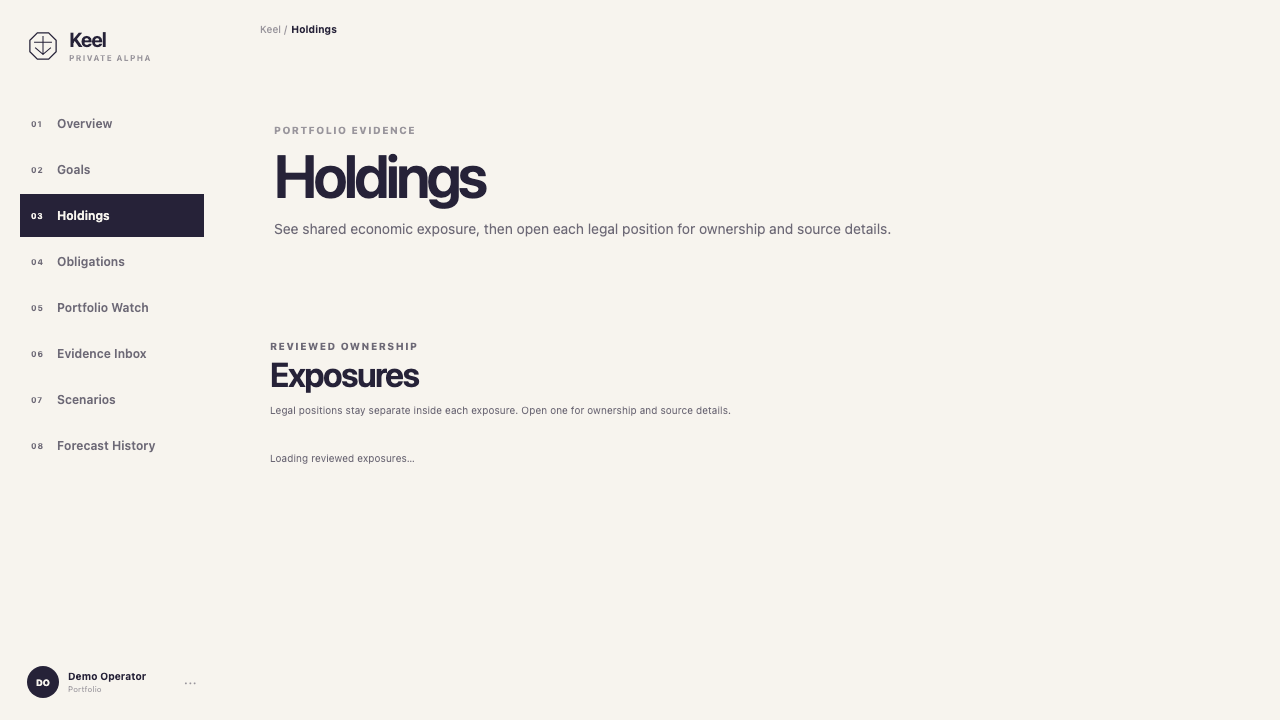 Keel
PRIVATE ALPHA
01 Overview
02 Goals
03 Holdings
04 Obligations
05 Portfolio Watch
06 Evidence Inbox
07 Scenarios
08 Forecast History
DO
Demo Operator
Portfolio
...
Keel / Holdings
PORTFOLIO EVIDENCE
Holdings
See shared economic exposure, then open each legal position for ownership and source details.
REVIEWED OWNERSHIP
Exposures
Legal positions stay separate inside each exposure. Open one for ownership and source details.
Loading reviewed exposures...